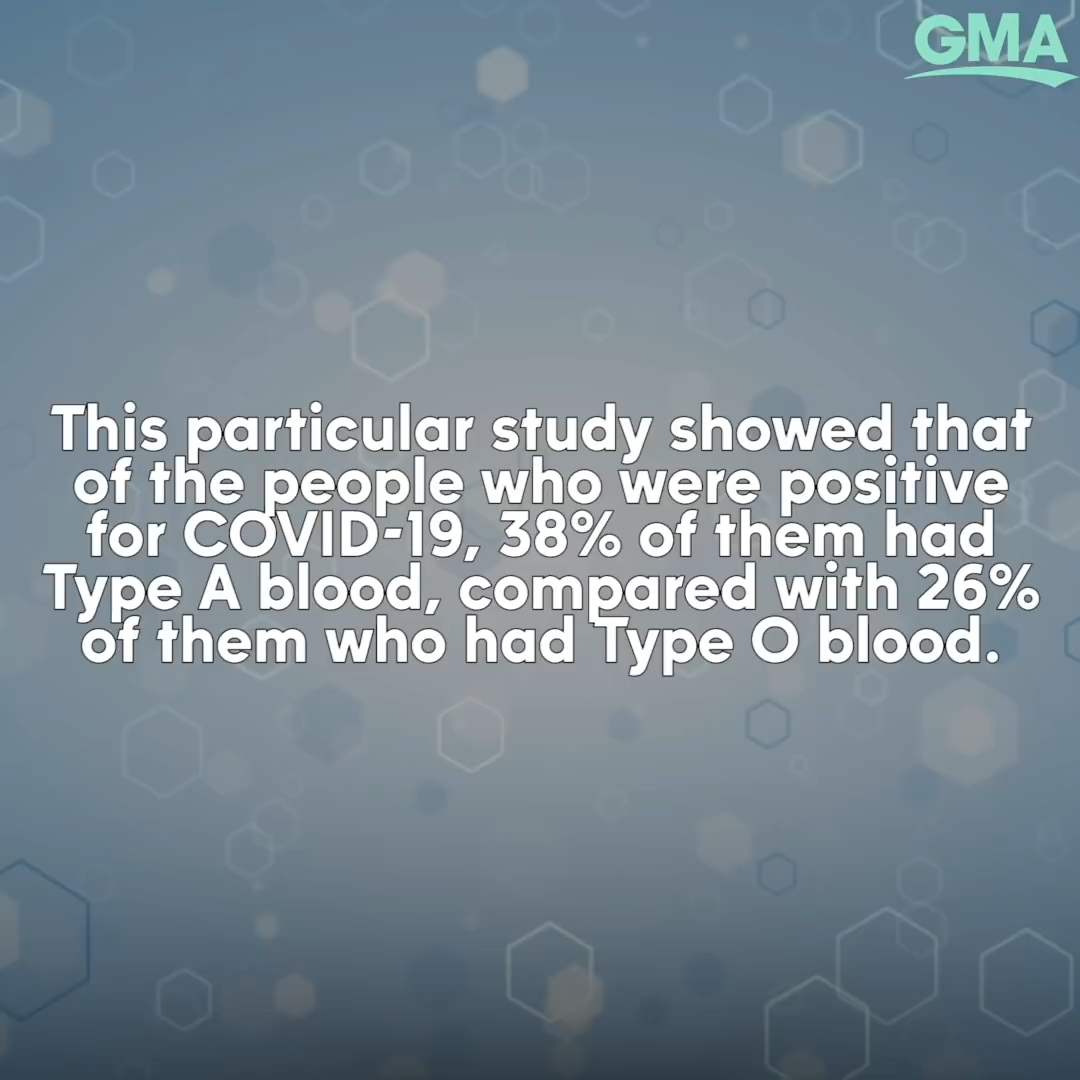 GMA
This particular study showed that
of the people who were positive
for COVID-19, 38% of them had
Type A blood, compared with 26%
of them who had Type O blood.